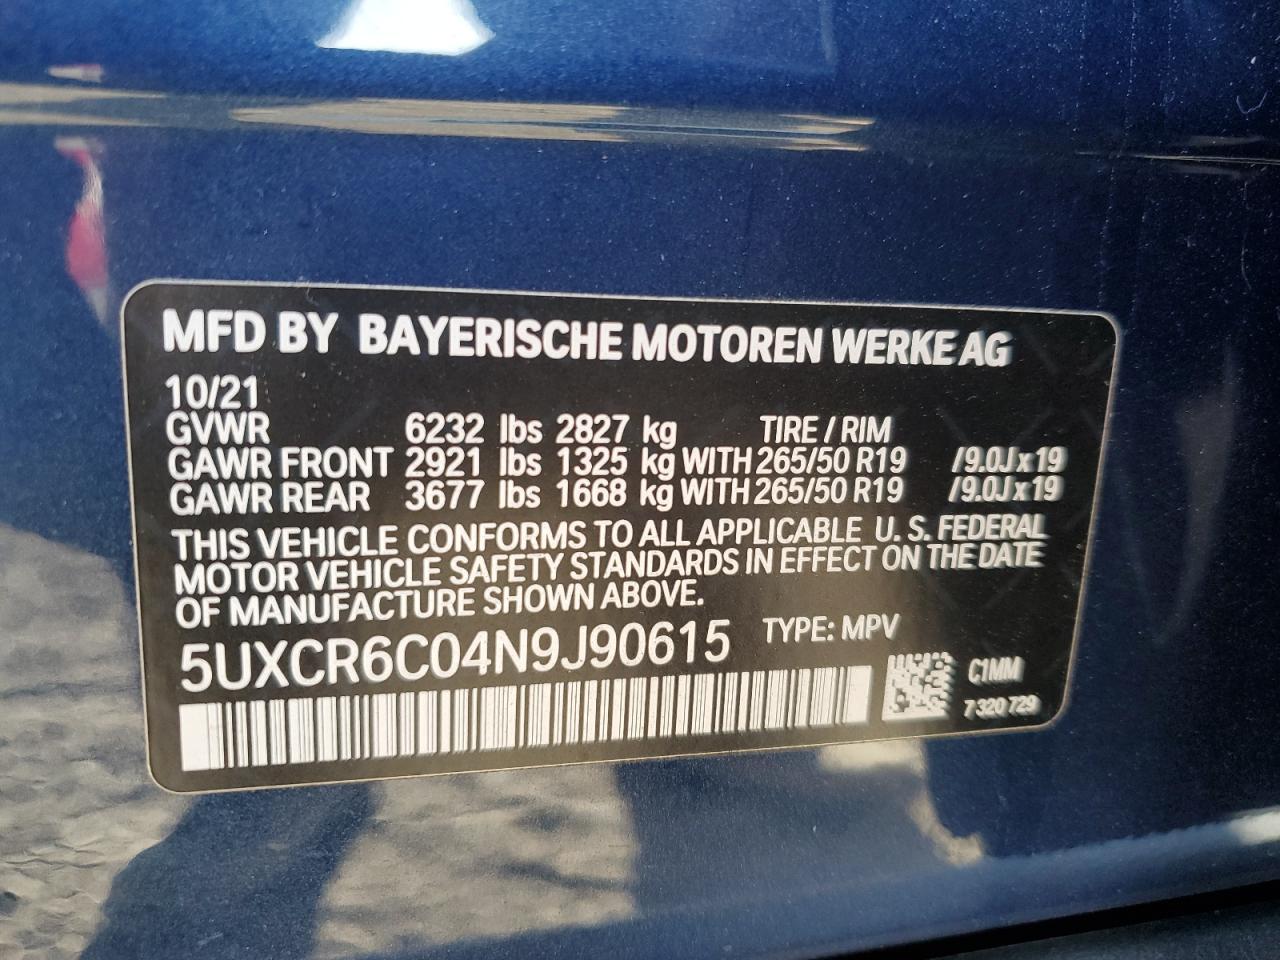 MFD BY BAYERISCHE MOTOREN WERKE AG
10/21
GVWR 6232 lbs 2827 kg TIRE / RIM
GAWR FRONT 2921 lbs 1325 kg WITH 265/50 R19 /9.0J x 19
GAWR REAR 3677 lbs 1668 kg WITH 265/50 R19 /9.0J x 19
THIS VEHICLE CONFORMS TO ALL APPLICABLE U. S. FEDERAL
MOTOR VEHICLE SAFETY STANDARDS IN EFFECT ON THE DATE
OF MANUFACTURE SHOWN ABOVE.
5UXCR6C04N9J90615 TYPE: MPV
C1MM
7 320 729